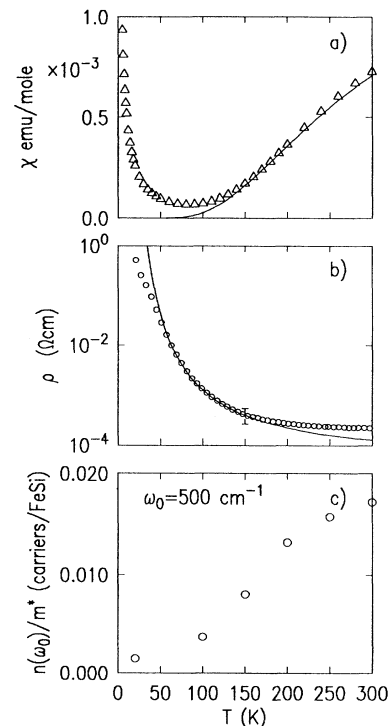 1.0
×10⁻³
a)
0.5
0.0
χ emu/mole
10⁰
b)
10⁻²
10⁻⁴
ρ (Ωcm)
0.020
ω₀=500 cm⁻¹
c)
0.010
0.000
n(ω₀)/m* (carriers/FeSi)
0 50 100 150 200 250 300
T (K)